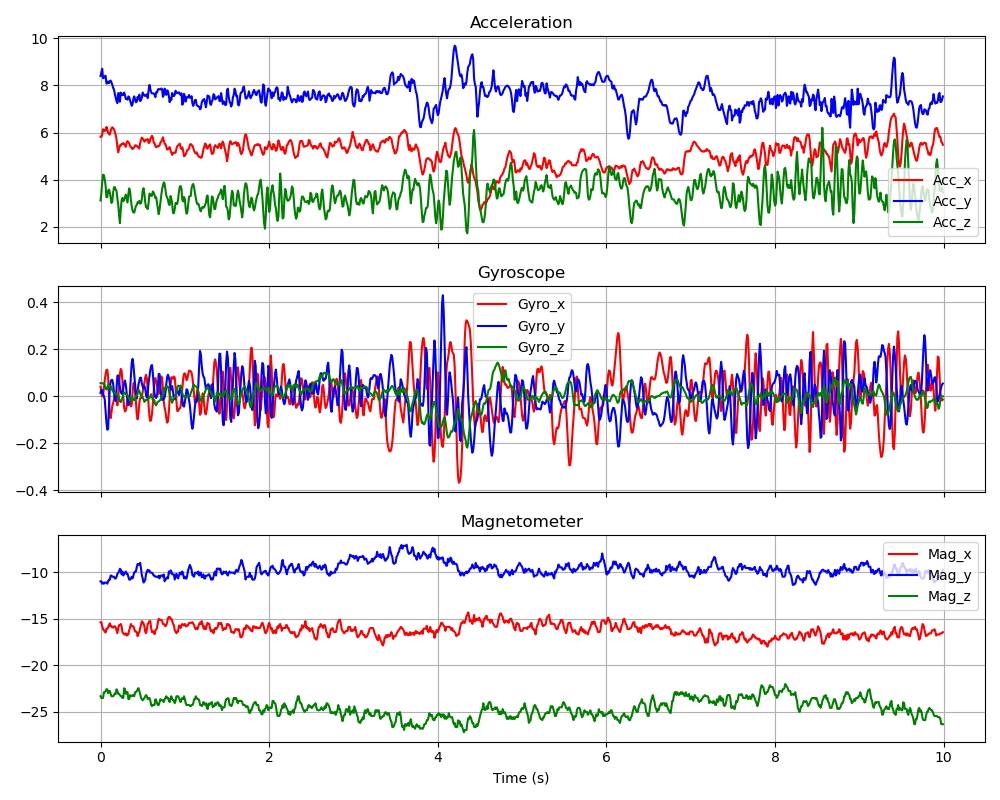 Acceleration
10
8
6
4
2
Acc_x
Acc_y
Acc_z
Gyroscope
0.4
0.2
0.0
−0.2
−0.4
Gyro_x
Gyro_y
Gyro_z
Magnetometer
−10
−15
−20
−25
Mag_x
Mag_y
Mag_z
0 2 4 6 8 10
Time (s)